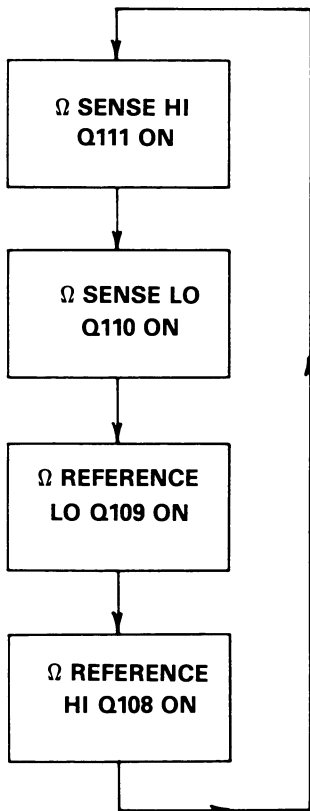 Ω SENSE HI
Q111 ON
Ω SENSE LO
Q110 ON
Ω REFERENCE
LO Q109 ON
Ω REFERENCE
HI Q108 ON